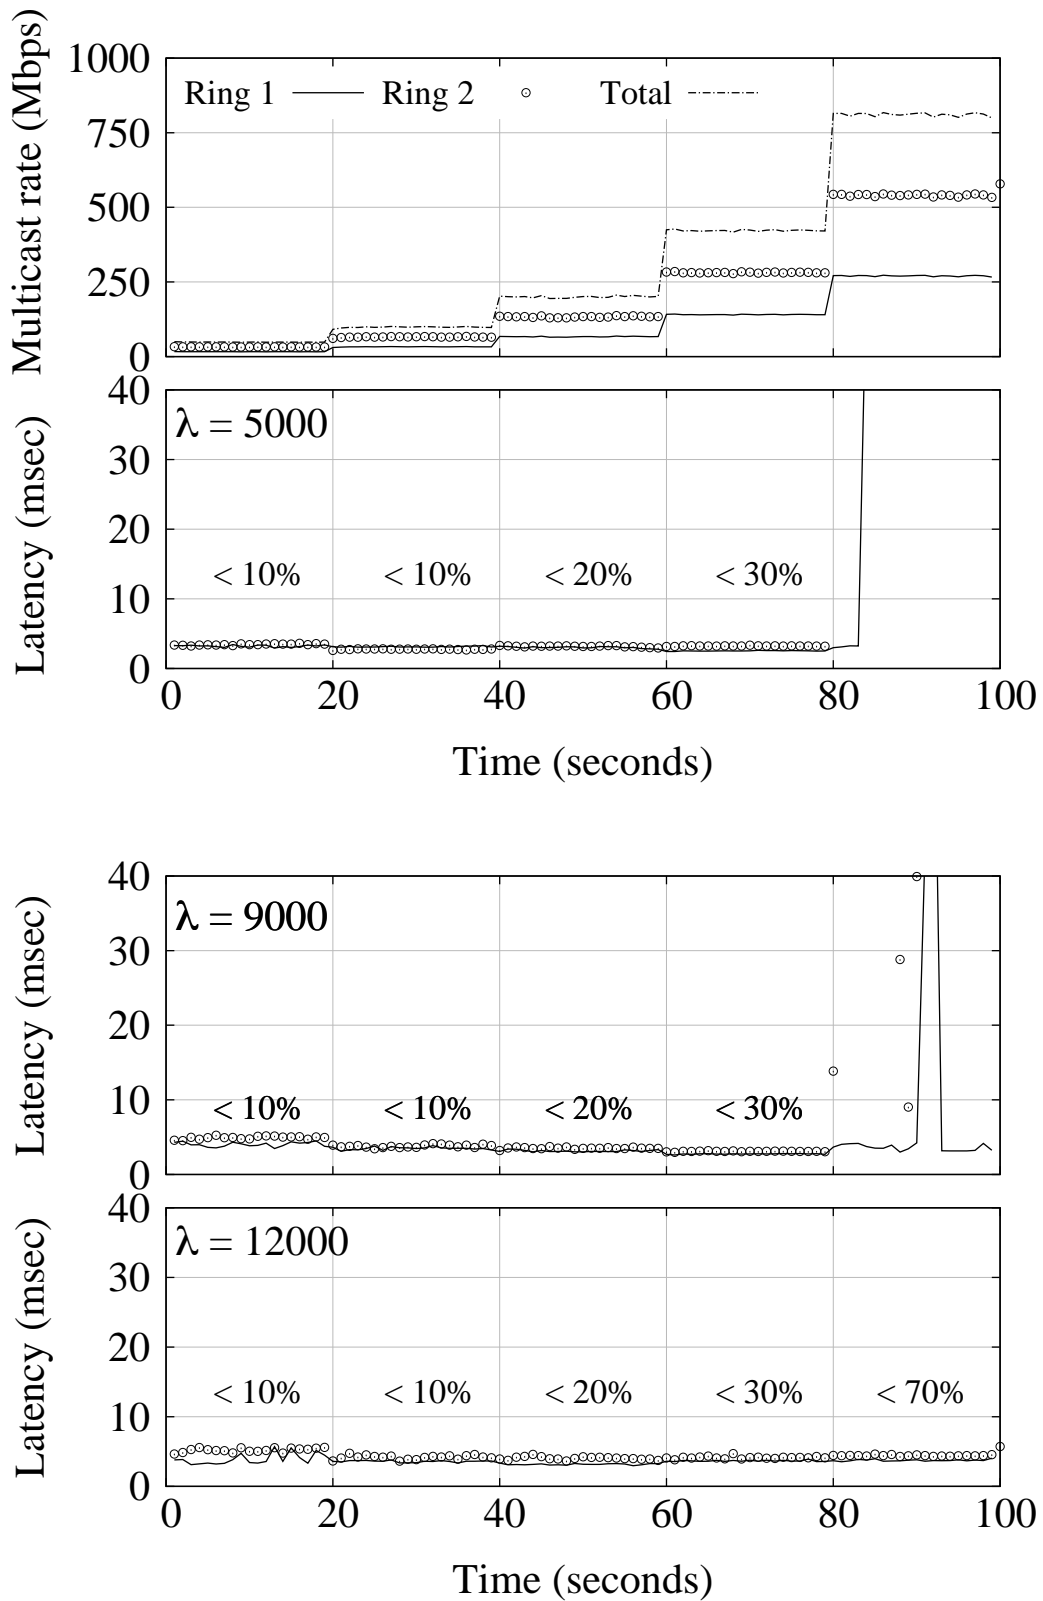 Multicast rate (Mbps)
1000
750
500
250
0
Ring 1 Ring 2 Total
Latency (msec)
40
30
20
10
0
λ = 5000
< 10% < 10% < 20% < 30%
0 20 40 60 80 100
Time (seconds)
Latency (msec)
40
30
20
10
0
λ = 9000
< 10% < 10% < 20% < 30%
Latency (msec)
40
30
20
10
0
λ = 12000
< 10% < 10% < 20% < 30% < 70%
0 20 40 60 80 100
Time (seconds)